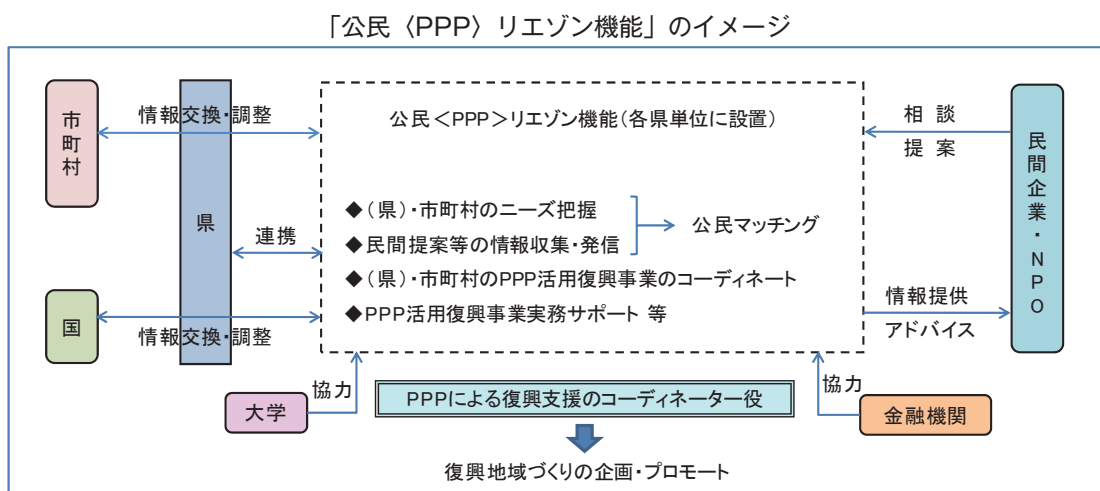 「公民〈PPP〉リエゾン機能」のイメージ
市町村
情報交換・調整
県
公民＜PPP＞リエゾン機能（各県単位に設置）
相 談
提 案
民間企業・NPO
◆（県）・市町村のニーズ把握
◆民間提案等の情報収集・発信
公民マッチング
連携
◆（県）・市町村のPPP活用復興事業のコーディネート
◆PPP活用復興事業実務サポート 等
国
情報交換・調整
情報提供
アドバイス
協力
協力
大学
PPPによる復興支援のコーディネーター役
金融機関
復興地域づくりの企画・プロモート